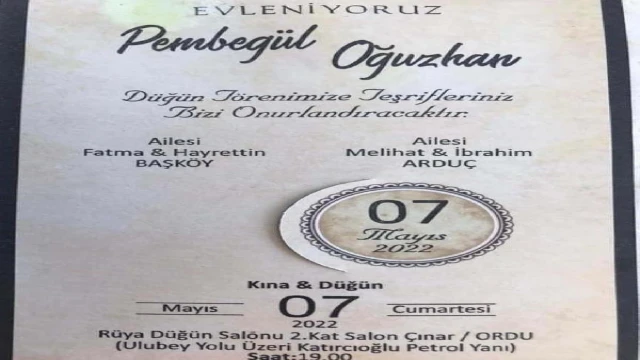 EVLENİYORUZ
Pembegül Oğuzhan
Düğün Törenimize Teşrifleriniz
Bizi Onurlandıracaktır.
Ailesi
Fatma & Hayrettin
BAŞKÖY
Ailesi
Melihat & İbrahim
ARDUÇ
07
Mayıs
2022
Kına & Düğün
Mayıs 07 Cumartesi
2022
Rüya Düğün Salonu 2.Kat Salon Çınar / ORDU
(Ulubey Yolu Üzeri Katırcıoğlu Petrol Yanı)
Saat:19.00